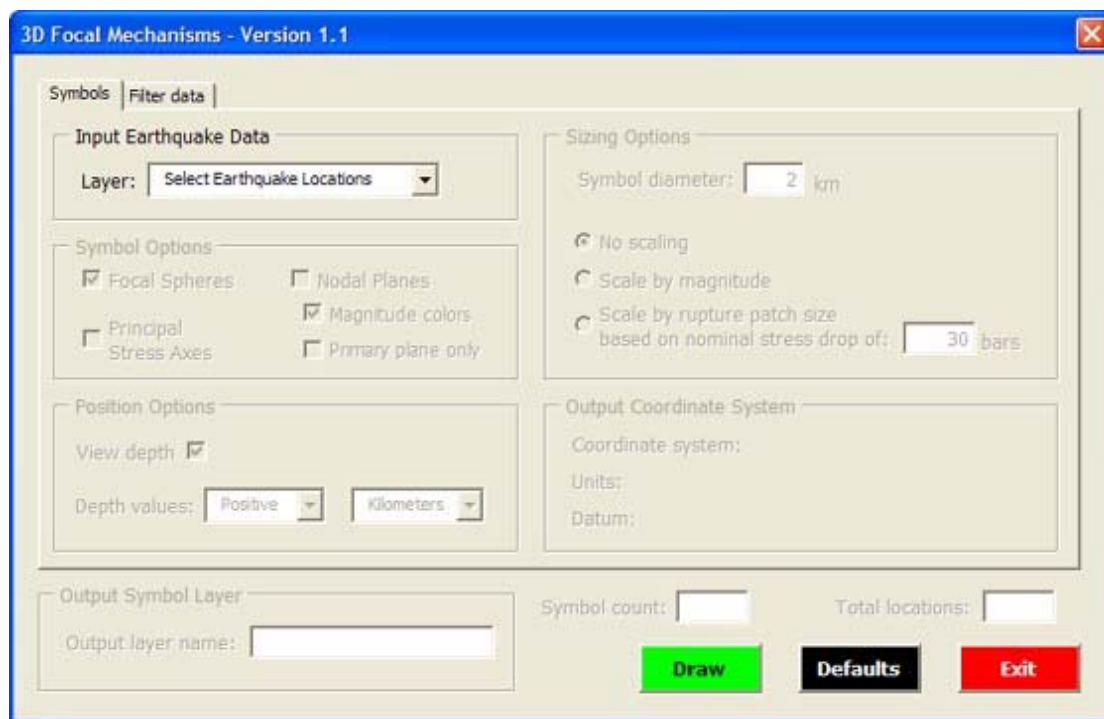 3D Focal Mechanisms - Version 1.1
Symbols
Filter data
Input Earthquake Data
Layer: Select Earthquake Locations
Symbol Options
Focal Spheres
Nodal Planes
Magnitude colors
Principal
Stress Axes
Primary plane only
Position Options
View depth
Depth values: Positive Kilometers
Sizing Options
Symbol diameter: 2 km
No scaling
Scale by magnitude
Scale by rupture patch size
based on nominal stress drop of: 30 bars
Output Coordinate System
Coordinate system:
Units:
Datum:
Output Symbol Layer
Output layer name:
Symbol count:
Total locations:
Draw
Defaults
Exit